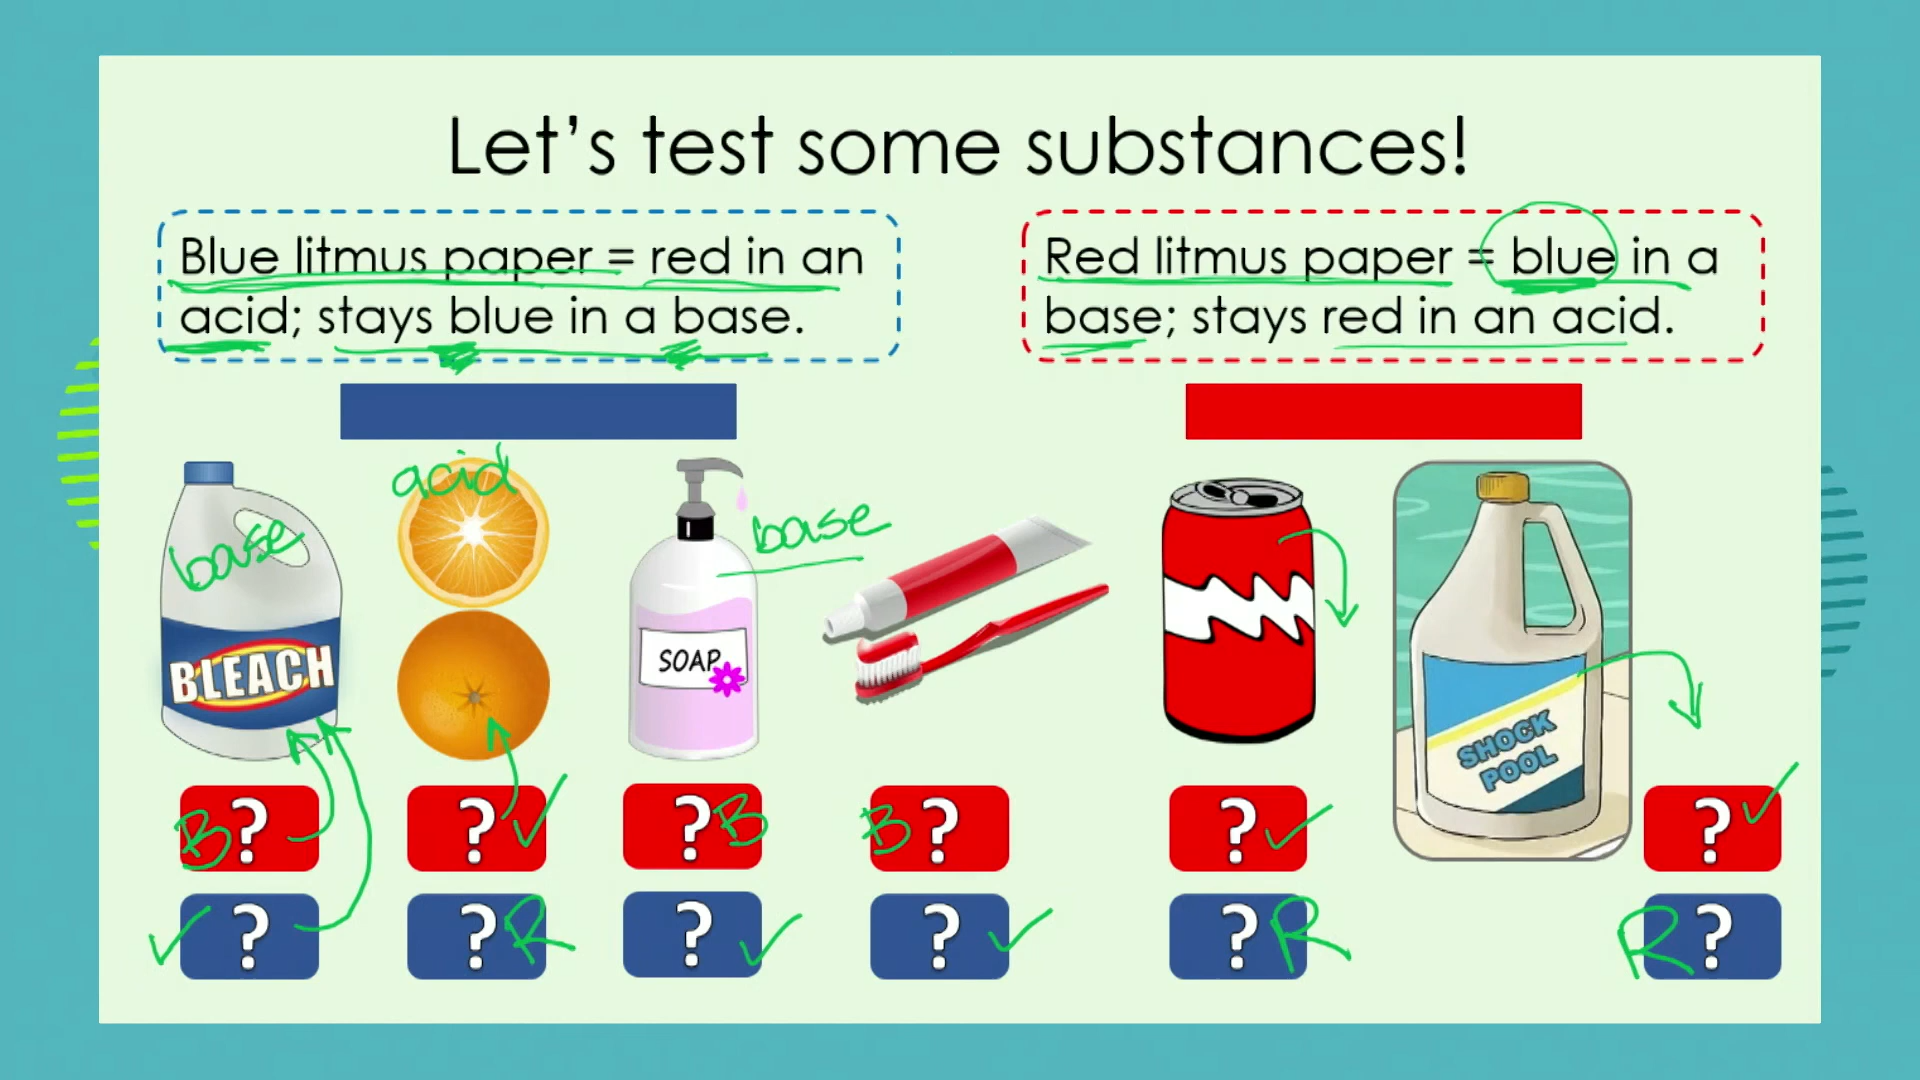 Let's test some substances!
Blue litmus paper = red in an
acid; stays blue in a base.
Red litmus paper = blue in a
base; stays red in an acid.
acid
base
base
BLEACH
SOAP
SHOCK
POOL
B ?
? ✓
? B
B ?
? ✓
? ✓
✓ ?
? R
? ✓
? ✓
? R
R ?